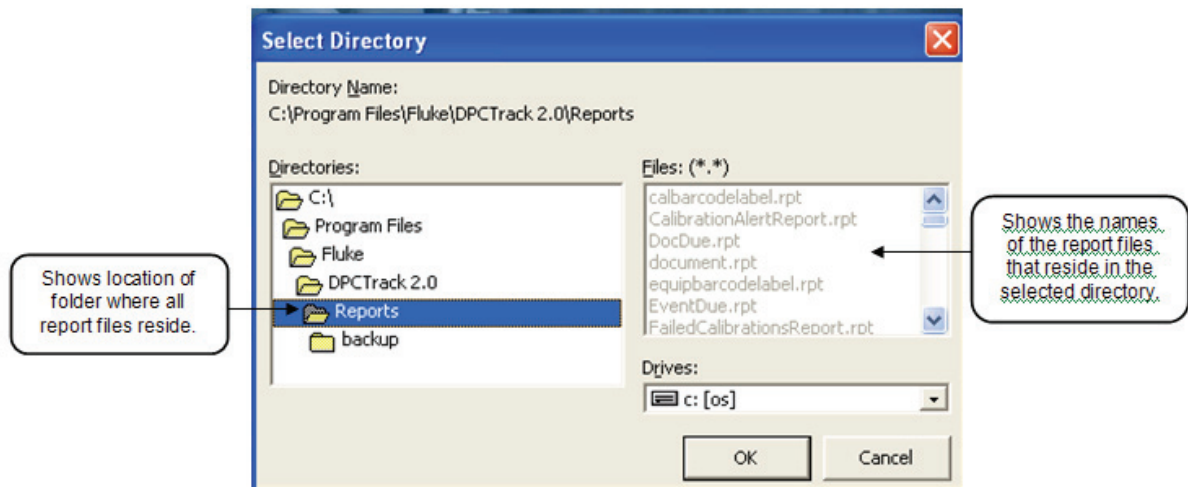 Select Directory
Directory Name:
C:\Program Files\Fluke\DPCTrack 2.0\Reports
Directories:
C:\
Program Files
Fluke
DPCTrack 2.0
Reports
backup
Files: (*.*)
calbarcodelabel.rpt
CalibrationAlertReport.rpt
DocDue.rpt
document.rpt
equipbarcodelabel.rpt
EventDue.rpt
FailedCalibrationsReport.rpt
Drives:
c: [os]
OK
Cancel
Shows location of
folder where all
report files reside.
Shows the names
of the report files
that reside in the
selected directory.